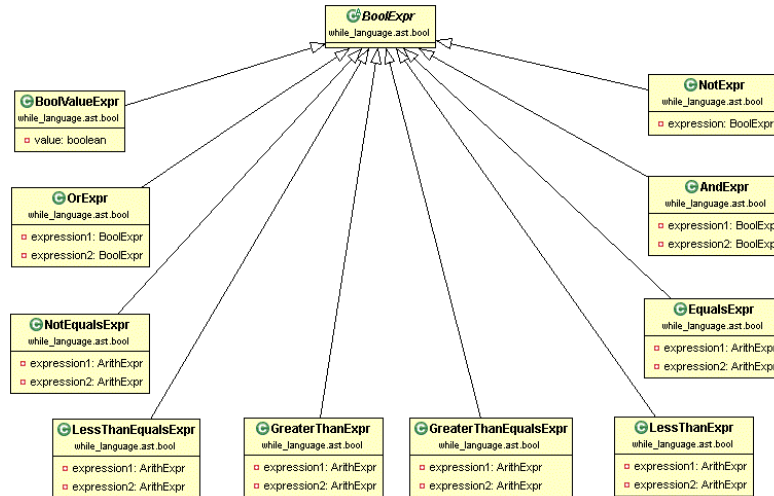 BoolExpr
while_language.ast.bool
BoolValueExpr
while_language.ast.bool
value: boolean
NotExpr
while_language.ast.bool
expression: BoolExpr
OrExpr
while_language.ast.bool
expression1: BoolExpr
expression2: BoolExpr
AndExpr
while_language.ast.bool
expression1: BoolExpr
expression2: BoolExpr
NotEqualsExpr
while_language.ast.bool
expression1: ArithExpr
expression2: ArithExpr
EqualsExpr
while_language.ast.bool
expression1: ArithExpr
expression2: ArithExpr
LessThanEqualsExpr
while_language.ast.bool
expression1: ArithExpr
expression2: ArithExpr
GreaterThanExpr
while_language.ast.bool
expression1: ArithExpr
expression2: ArithExpr
GreaterThanEqualsExpr
while_language.ast.bool
expression1: ArithExpr
expression2: ArithExpr
LessThanExpr
while_language.ast.bool
expression1: ArithExpr
expression2: ArithExpr